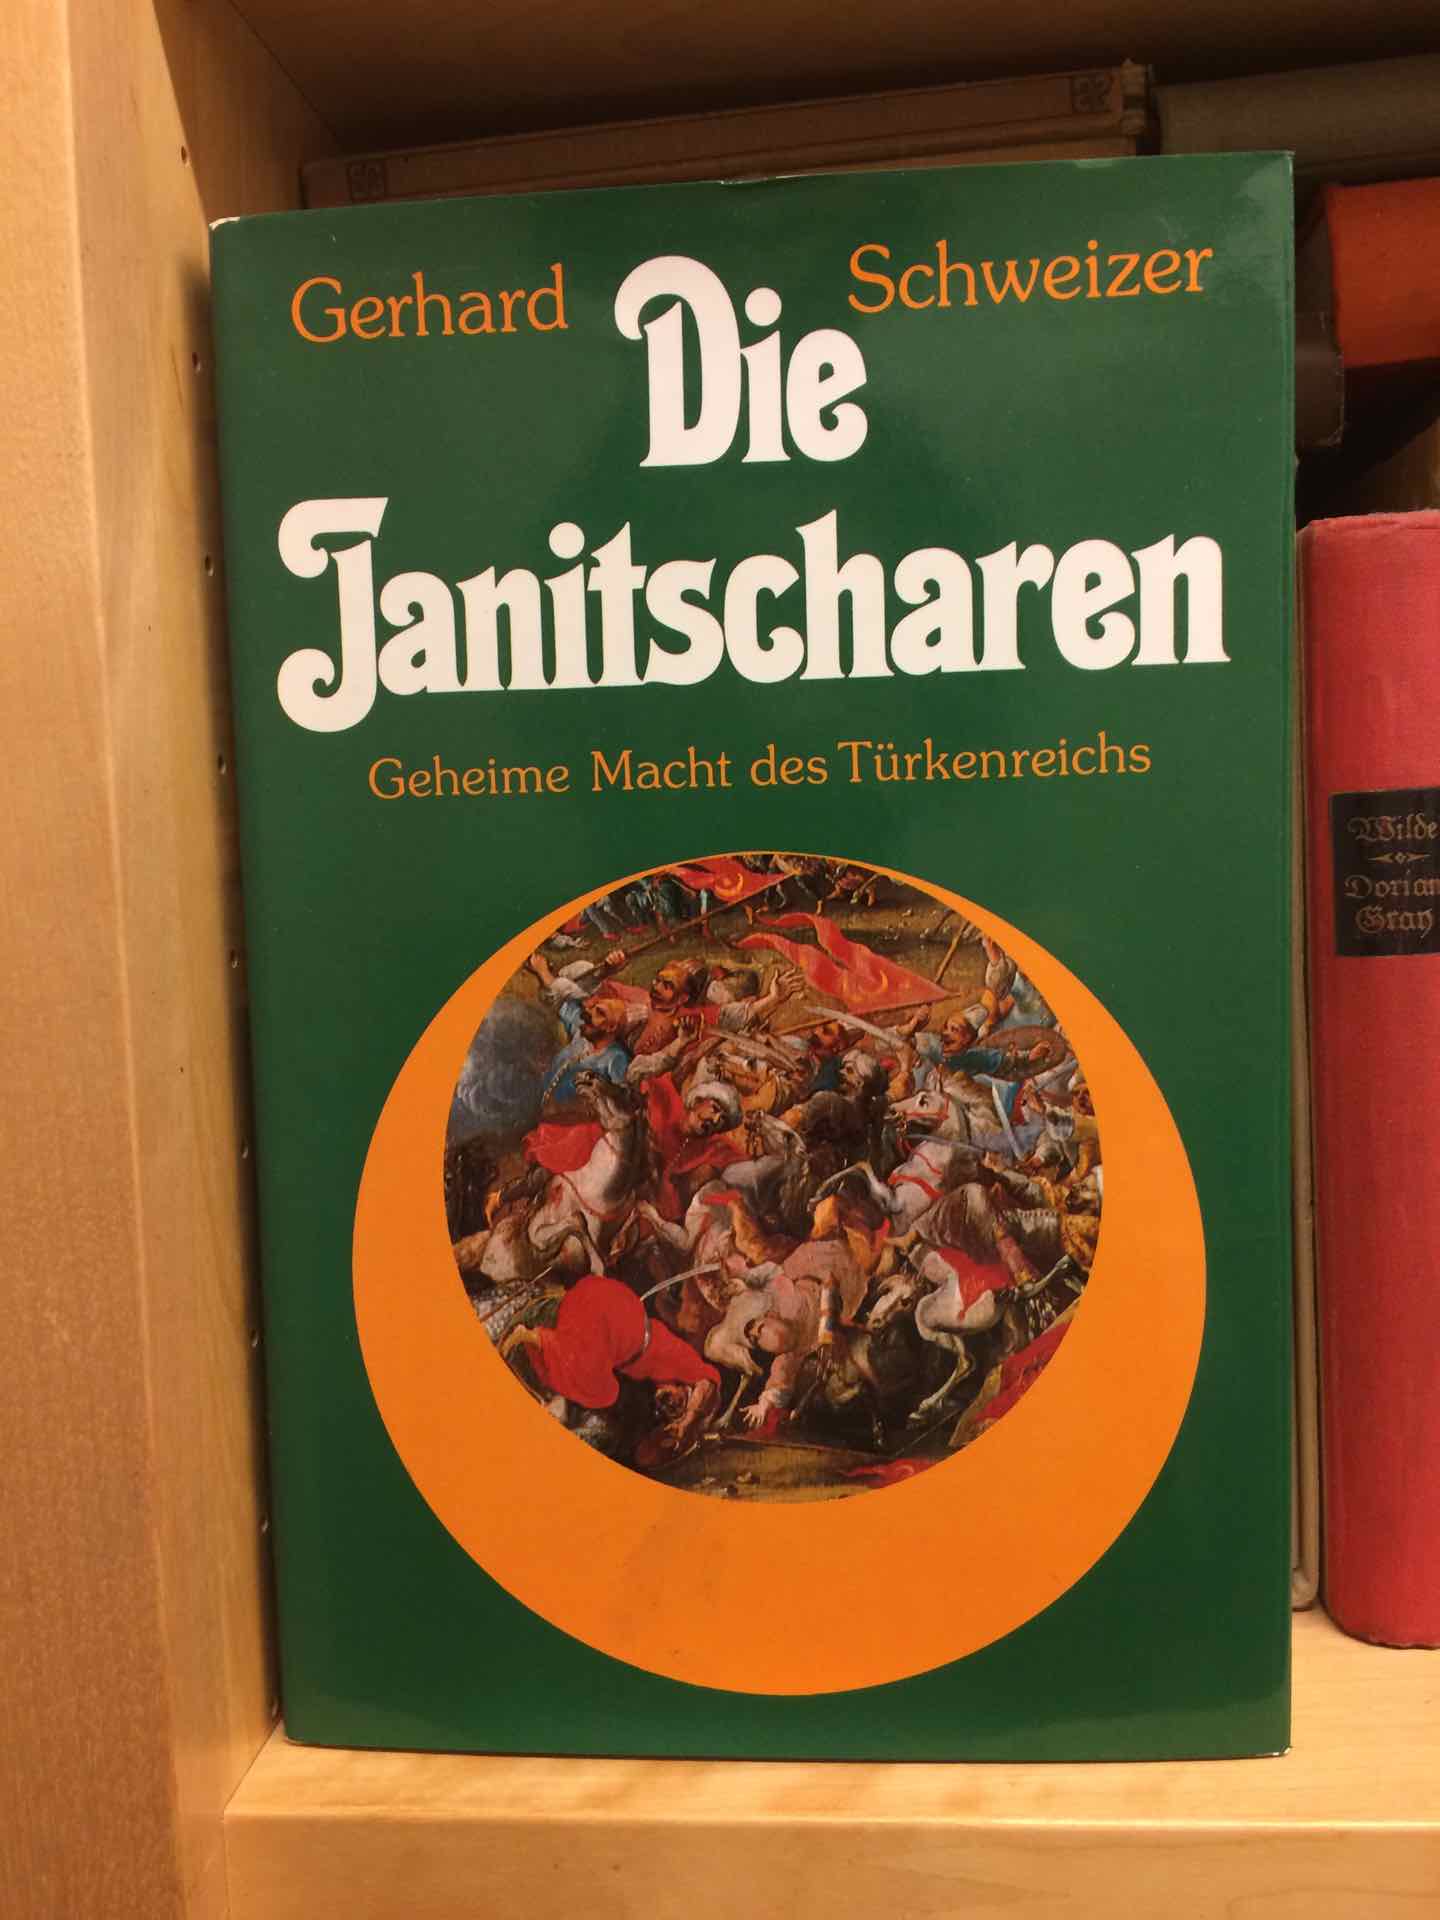 Gerhard Schweizer
Die
Janitscharen
Geheime Macht des Türkenreichs
Wilde
Dorian
Gray